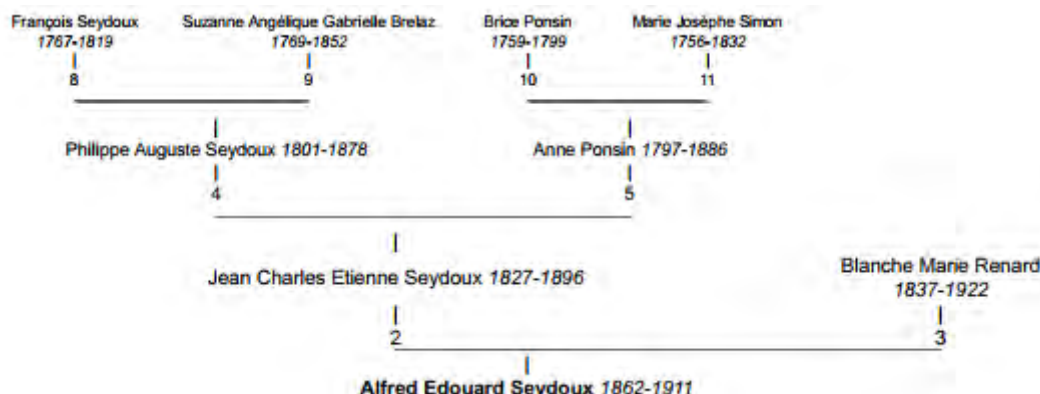 François Seydoux Suzanne Angélique Gabrielle Brelaz Brice Ponsin Marie Josèphe Simon
1767-1819 1769-1852 1759-1799 1756-1832
8 9 10 11
Philippe Auguste Seydoux 1801-1878 Anne Ponsin 1797-1886
4 5
Jean Charles Etienne Seydoux 1827-1896 Blanche Marie Renard
1837-1922
2 3
Alfred Edouard Seydoux 1862-1911